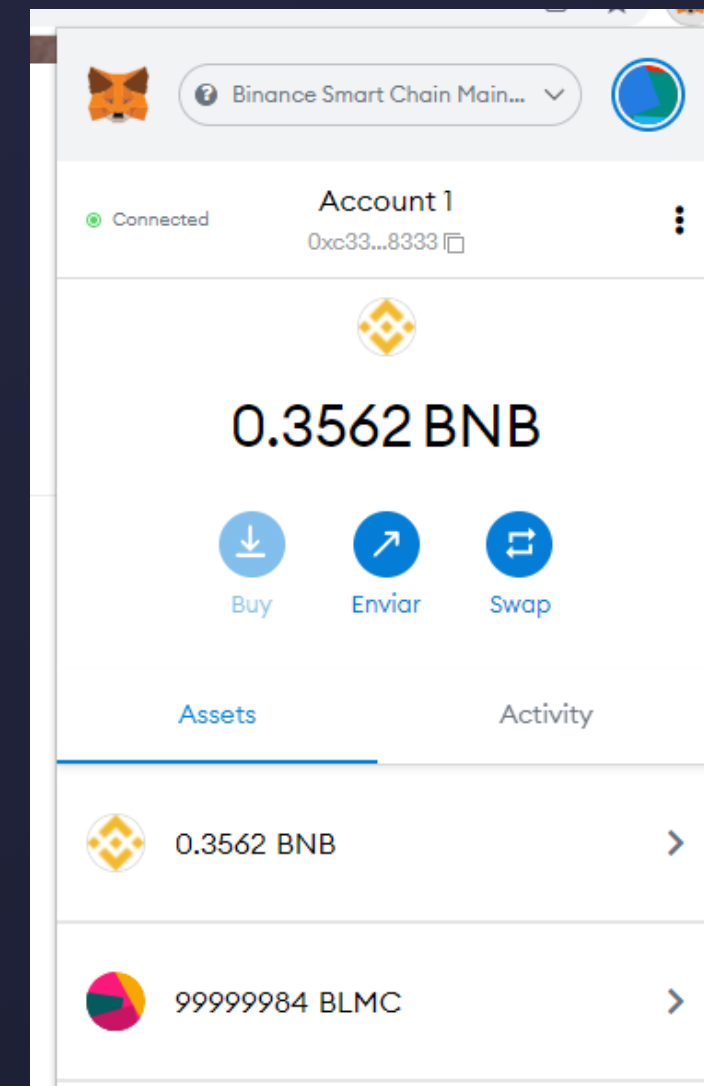 Binance Smart Chain Main...
Connected
Account 1
0xc33...8333
0.3562 BNB
Buy
Enviar
Swap
Assets
Activity
0.3562 BNB
99999984 BLMC